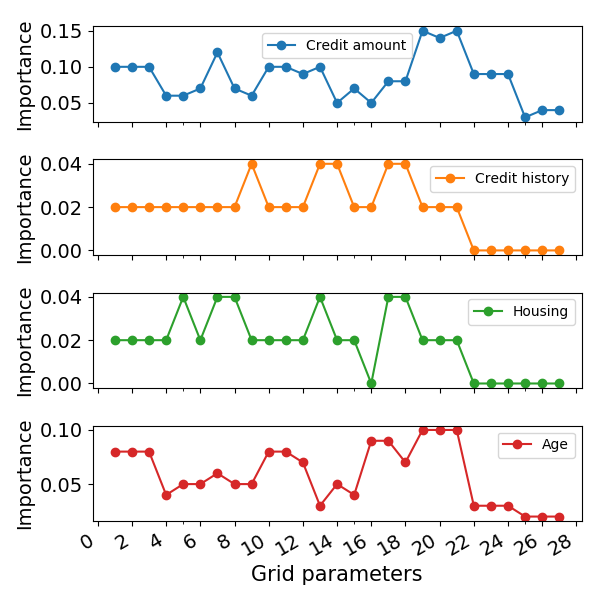 Importance
0.15
0.10
0.05
Credit amount
Importance
0.04
0.02
0.00
Credit history
Importance
0.04
0.02
0.00
Housing
Importance
0.10
0.05
Age
0 2 4 6 8 10 12 14 16 18 20 22 24 26 28
Grid parameters